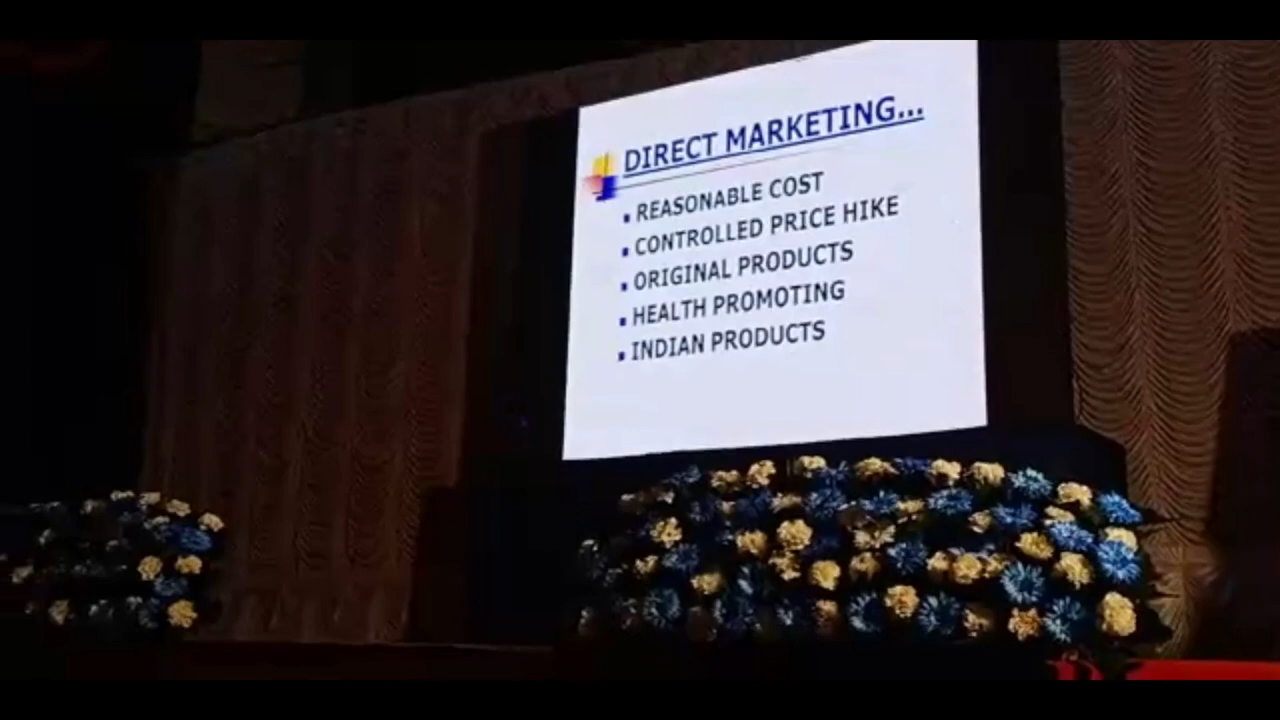 DIRECT MARKETING...
REASONABLE COST
CONTROLLED PRICE HIKE
ORIGINAL PRODUCTS
HEALTH PROMOTING
INDIAN PRODUCTS